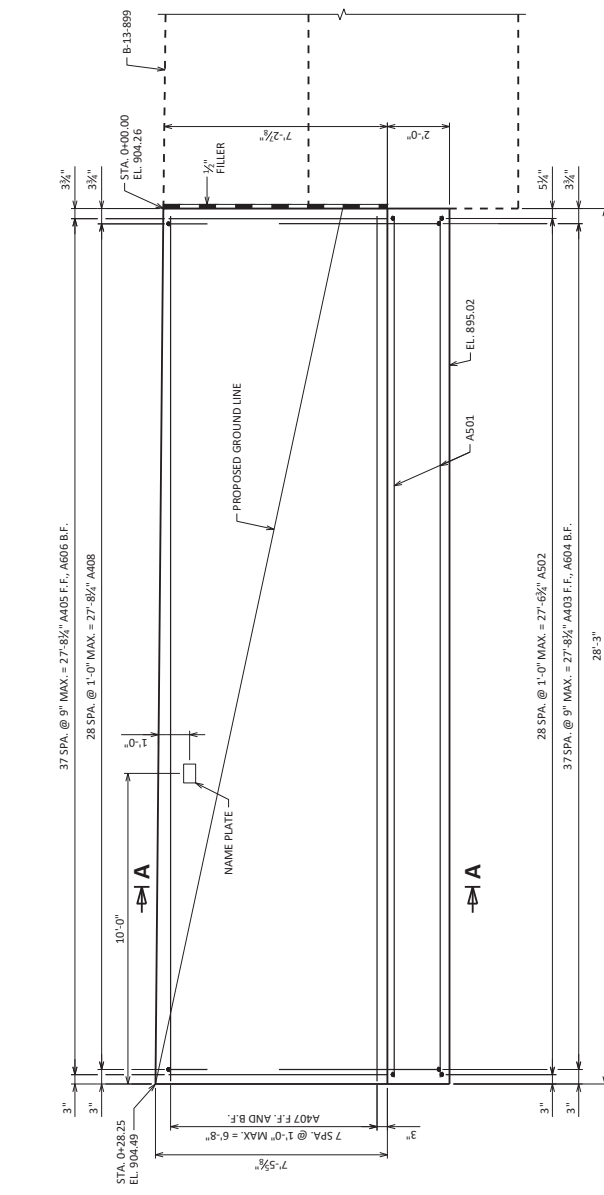 3"
37 SPA. @ 9" MAX. = 27'-8¼" A405 F.F., A606 B.F.
3¾"
3"
28 SPA. @ 1'-0" MAX. = 27'-8¼" A408
3¾"
STA. 0+28.25
EL. 904.49
10'-0"
1'-0"
STA. 0+00.00
EL. 904.26
B-13-899
A
NAME PLATE
PROPOSED GROUND LINE
½"
FILLER
7'-5⅝"
7 SPA. @ 1'-0" MAX. = 6'-8"
A407 F.F. AND B.F.
3"
7'-2⅞"
2'-0"
A
A501
EL. 895.02
3"
28 SPA. @ 1'-0" MAX. = 27'-6¾" A502
5¼"
3"
37 SPA. @ 9" MAX. = 27'-8¼" A403 F.F., A604 B.F.
3¾"
28'-3"